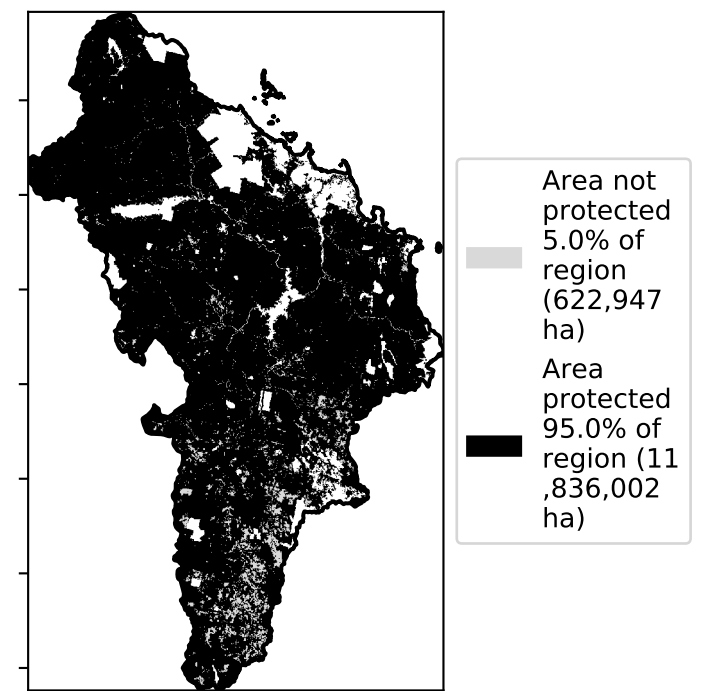 Area not
protected
5.0% of
region
(622,947
ha)
Area
protected
95.0% of
region (11
,836,002
ha)